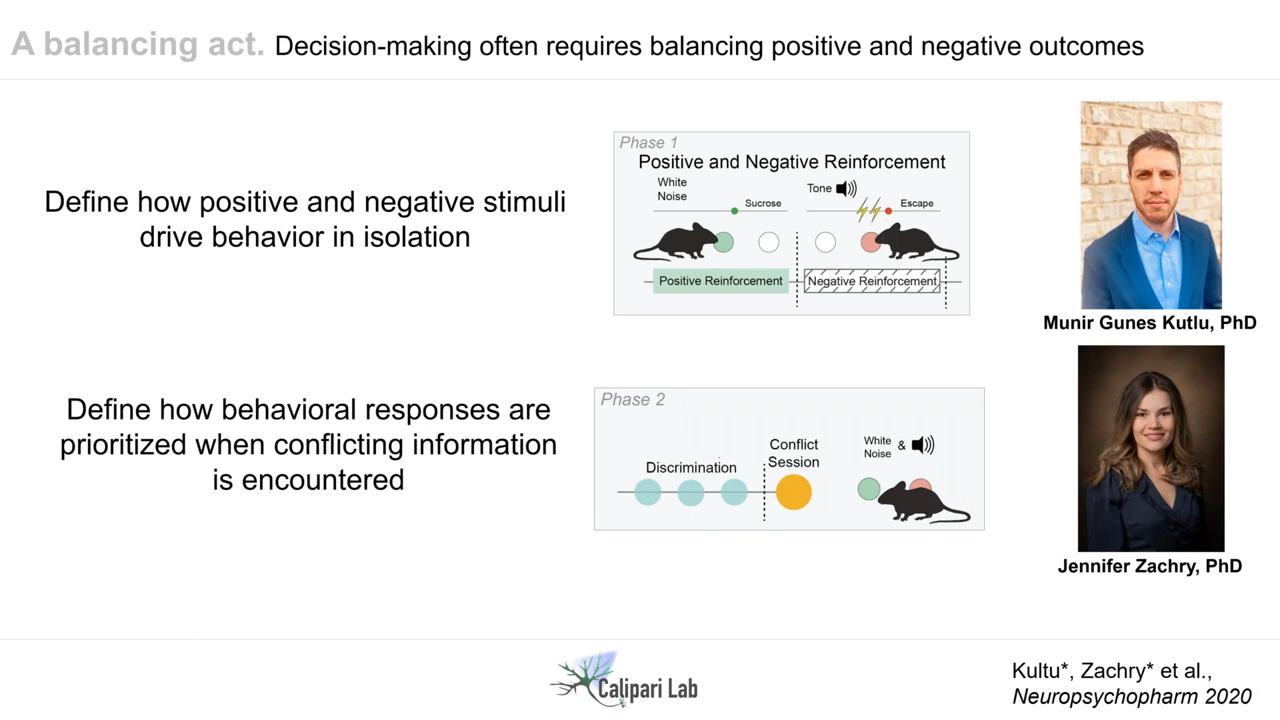 A balancing act. Decision-making often requires balancing positive and negative outcomes
Define how positive and negative stimuli
drive behavior in isolation
Phase 1
Positive and Negative Reinforcement
White
Noise
Sucrose
Tone
Escape
Positive Reinforcement
Negative Reinforcement
Munir Gunes Kutlu, PhD
Define how behavioral responses are
prioritized when conflicting information
is encountered
Phase 2
Discrimination
Conflict
Session
White
Noise
&
Jennifer Zachry, PhD
Calipari Lab
Kultu*, Zachry* et al.,
Neuropsychopharm 2020